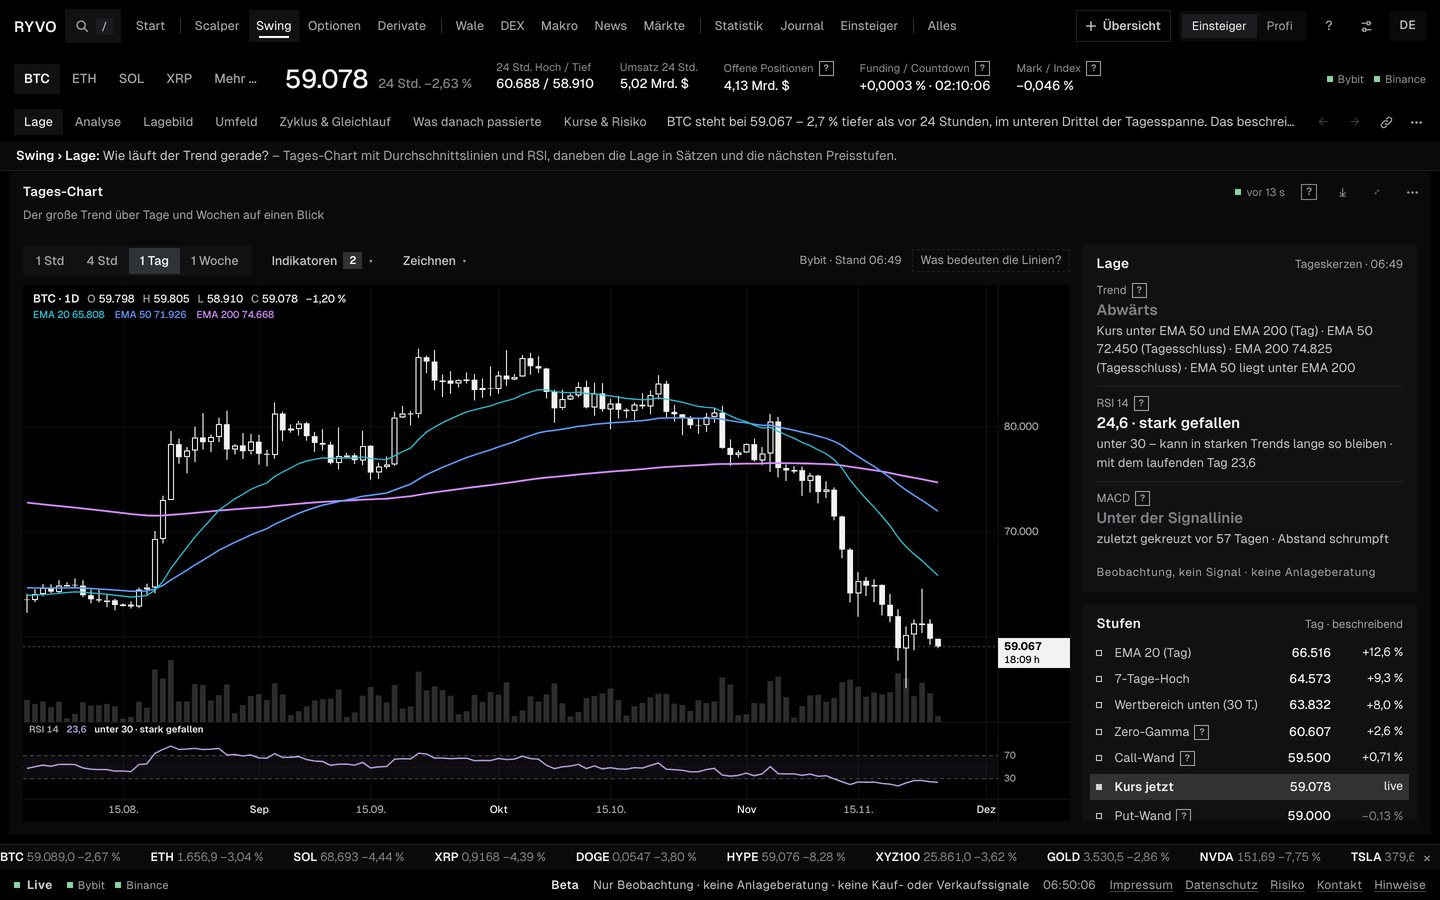 RYVO / Start Scalper Swing Optionen Derivate Wale DEX Makro News Märkte Statistik Journal Einsteiger Alles + Übersicht Einsteiger Profi ? DE
BTC ETH SOL XRP Mehr ... 59.078 24 Std. −2,63 %
24 Std. Hoch / Tief
60.688 / 58.910
Umsatz 24 Std.
5,02 Mrd. $
Offene Positionen ?
4,13 Mrd. $
Funding / Countdown ?
+0,0003 % · 02:10:06
Mark / Index ?
−0,046 %
Bybit Binance
Lage Analyse Lagebild Umfeld Zyklus & Gleichlauf Was danach passierte Kurse & Risiko BTC steht bei 59.067 – 2,7 % tiefer als vor 24 Stunden, im unteren Drittel der Tagesspanne. Das beschrei...
Swing › Lage: Wie läuft der Trend gerade? – Tages-Chart mit Durchschnittslinien und RSI, daneben die Lage in Sätzen und die nächsten Preisstufen.
Tages-Chart
vor 13 s ?
Der große Trend über Tage und Wochen auf einen Blick
1 Std 4 Std 1 Tag 1 Woche Indikatoren 2 Zeichnen Bybit · Stand 06:49 Was bedeuten die Linien?
BTC · 1D O 59.798 H 59.805 L 58.910 C 59.078 −1,20 %
EMA 20 65.808 EMA 50 71.926 EMA 200 74.668
80.000
70.000
59.067
18:09 h
RSI 14 23,6 unter 30 · stark gefallen
70
30
15.08. Sep 15.09. Okt 15.10. Nov 15.11. Dez
Lage Tageskerzen · 06:49
Trend ?
Abwärts
Kurs unter EMA 50 und EMA 200 (Tag) · EMA 50
72.450 (Tagesschluss) · EMA 200 74.825
(Tagesschluss) · EMA 50 liegt unter EMA 200
RSI 14 ?
24,6 · stark gefallen
unter 30 – kann in starken Trends lange so bleiben ·
mit dem laufenden Tag 23,6
MACD ?
Unter der Signallinie
zuletzt gekreuzt vor 57 Tagen · Abstand schrumpft
Beobachtung, kein Signal · keine Anlageberatung
Stufen Tag · beschreibend
EMA 20 (Tag) 66.516 +12,6 %
7-Tage-Hoch 64.573 +9,3 %
Wertbereich unten (30 T.) 63.832 +8,0 %
Zero-Gamma ? 60.607 +2,6 %
Call-Wand ? 59.500 +0,71 %
Kurs jetzt 59.078 live
Put-Wand ? 59.000 −0,13 %
BTC 59.089,0 −2,67 % ETH 1.656,9 −3,04 % SOL 68,693 −4,44 % XRP 0,9168 −4,39 % DOGE 0,0547 −3,80 % HYPE 59,076 −8,28 % XYZ100 25.861,0 −3,62 % GOLD 3.530,5 −2,86 % NVDA 151,69 −7,75 % TSLA 379,6 ×
Live Bybit Binance Beta Nur Beobachtung · keine Anlageberatung · keine Kauf- oder Verkaufssignale 06:50:06 Impressum Datenschutz Risiko Kontakt Hinweise